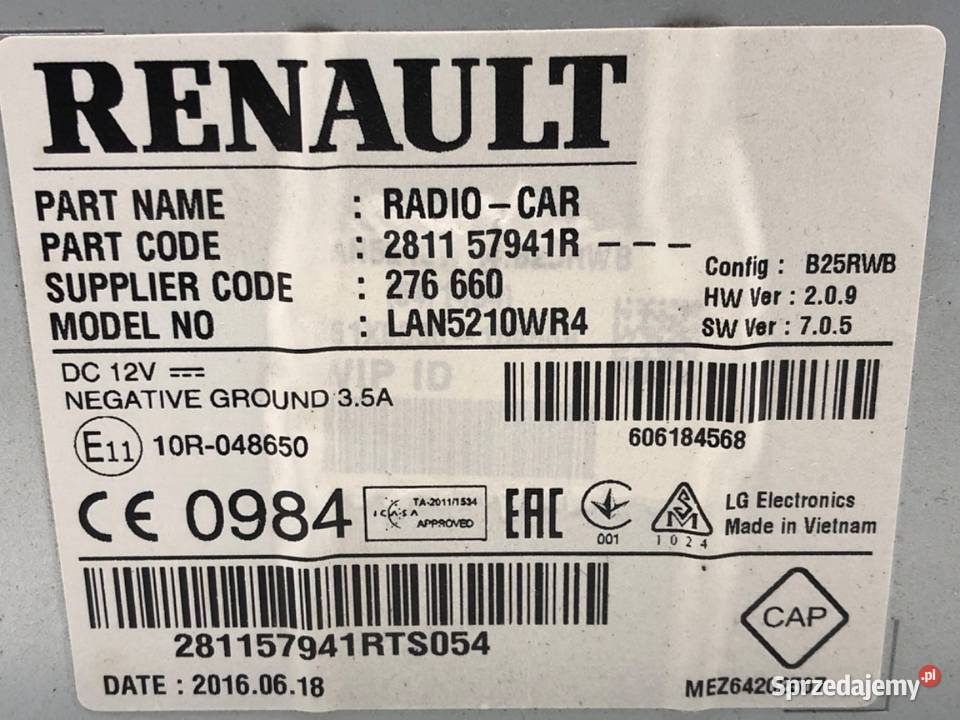 RENAULT
PART NAME : RADIO-CAR
PART CODE : 2811 57941R - - -
SUPPLIER CODE : 276 660
MODEL NO : LAN5210WR4
Config : B25RWB
HW Ver : 2.0.9
SW Ver : 7.0.5
DC 12V
NEGATIVE GROUND 3.5A
606184568
E11 10R-048650
CE 0984
ICASA TA-2011/1534
APPROVED
EAC
001
SM
1024
LG Electronics
Made in Vietnam
281157941RTS054
CAP
DATE : 2016.06.18
Sprzedajemy.pl